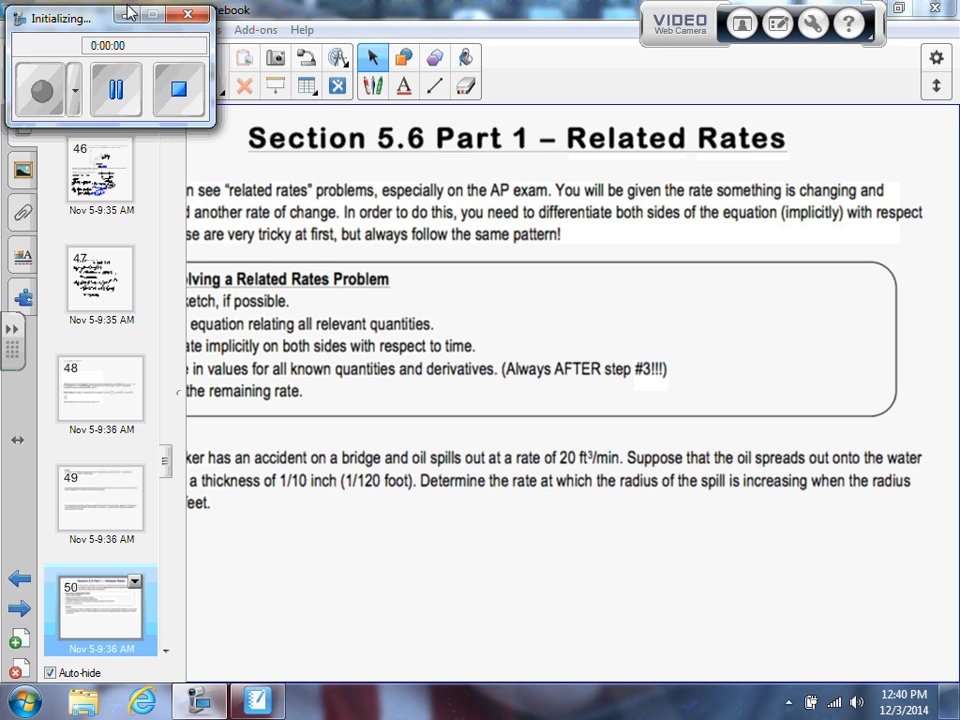 Initializing...
ebook
0:00:00
s Add-ons Help
VIDEO
Web Camera
46
Nov 5-9:35 AM
47
Nov 5-9:35 AM
48
Nov 5-9:36 AM
49
Nov 5-9:36 AM
50
Nov 5-9:36 AM
Auto-hide
Section 5.6 Part 1 – Related Rates
n see “related rates” problems, especially on the AP exam. You will be given the rate something is changing and
d another rate of change. In order to do this, you need to differentiate both sides of the equation (implicitly) with respect
se are very tricky at first, but always follow the same pattern!
olving a Related Rates Problem
ketch, if possible.
equation relating all relevant quantities.
ate implicitly on both sides with respect to time.
in values for all known quantities and derivatives. (Always AFTER step #3!!!)
the remaining rate.
ker has an accident on a bridge and oil spills out at a rate of 20 ft³/min. Suppose that the oil spreads out onto the water
a thickness of 1/10 inch (1/120 foot). Determine the rate at which the radius of the spill is increasing when the radius
feet.
12:40 PM
12/3/2014